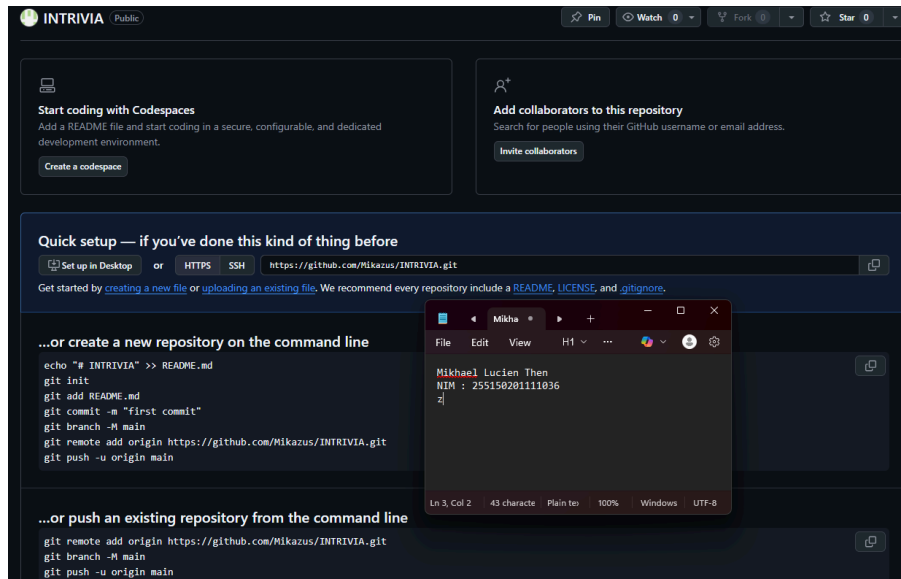 INTRIVIA Public
Pin
Watch 0
Fork 0
Star 0
Start coding with Codespaces
Add a README file and start coding in a secure, configurable, and dedicated
development environment.
Create a codespace
Add collaborators to this repository
Search for people using their GitHub username or email address.
Invite collaborators
Quick setup — if you've done this kind of thing before
Set up in Desktop or HTTPS SSH https://github.com/Mikazus/INTRIVIA.git
Get started by creating a new file or uploading an existing file. We recommend every repository include a README, LICENSE, and .gitignore.
...or create a new repository on the command line
echo "# INTRIVIA" >> README.md
git init
git add README.md
git commit -m "first commit"
git branch -M main
git remote add origin https://github.com/Mikazus/INTRIVIA.git
git push -u origin main
Mikha
File Edit View H1 ...
Mikhael Lucien Then
NIM : 255150201111036
z
Ln 3, Col 2 43 characte Plain te 100% Windows UTF-8
...or push an existing repository from the command line
git remote add origin https://github.com/Mikazus/INTRIVIA.git
git branch -M main
git push -u origin main